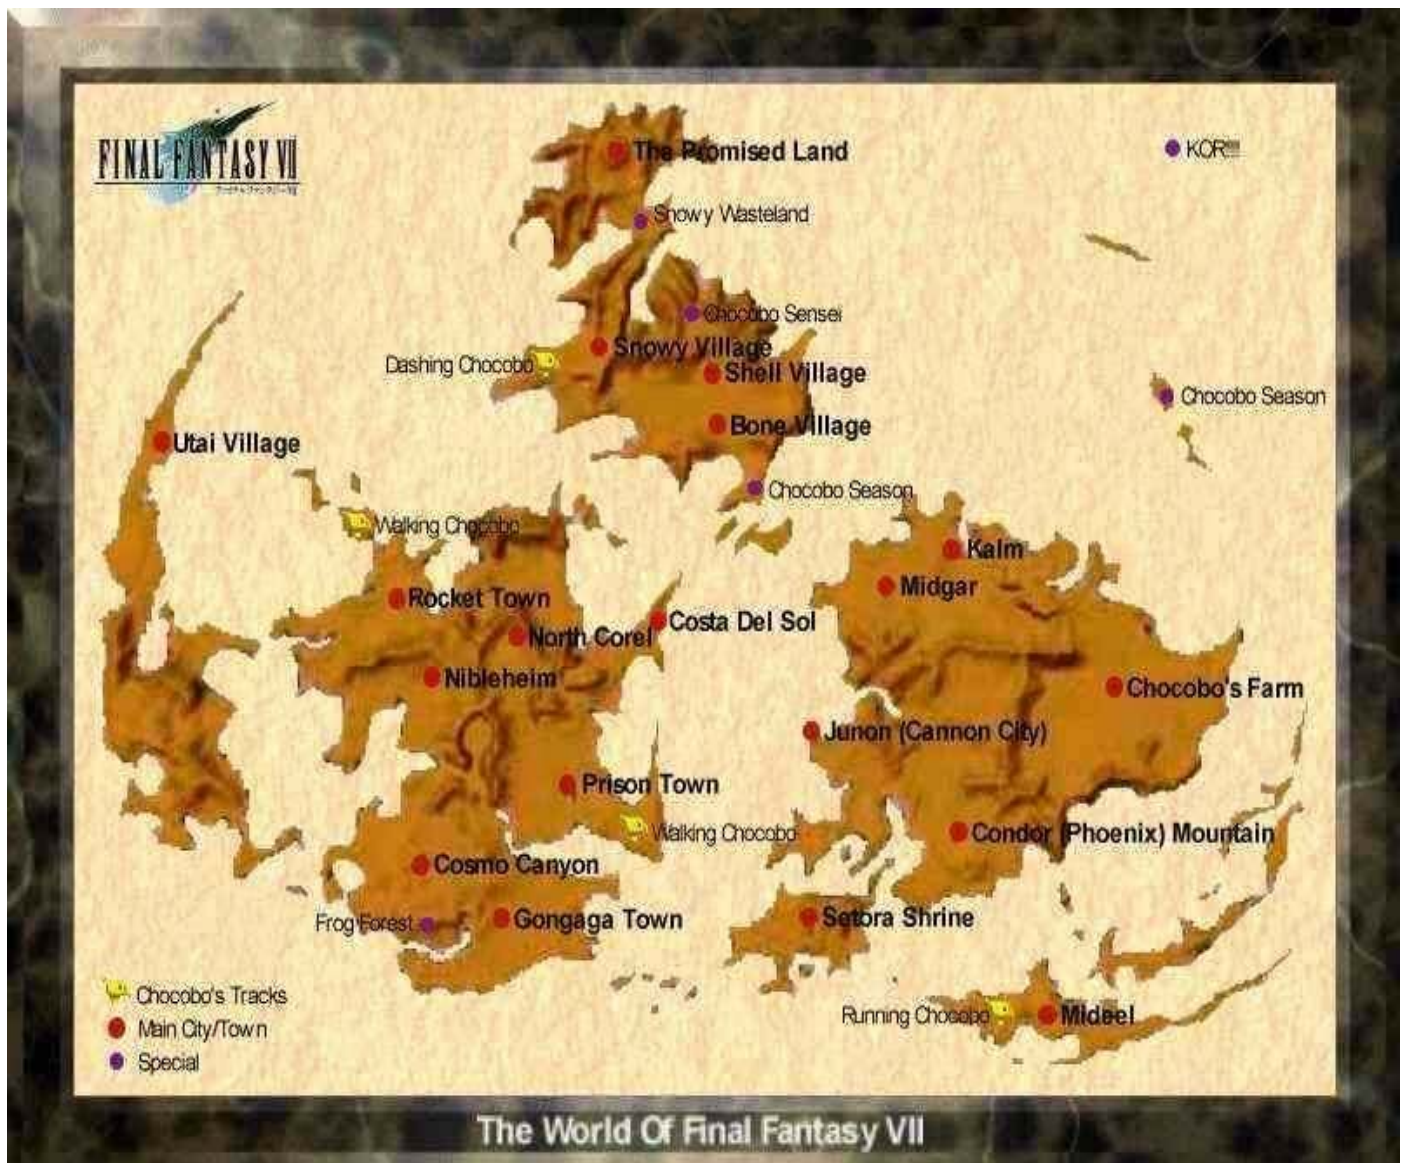 FINAL FANTASY VII
The Promised Land
KOR!!!!
Snowy Wasteland
Chocobo Sensei
Snowy Village
Dashing Chocobo
Shell Village
Chocobo Season
Bone Village
Utai Village
Chocobo Season
Walking Chocobo
Kalm
Midgar
Rocket Town
Costa Del Sol
North Corel
Nibleheim
Chocobo's Farm
Junon (Cannon City)
Prison Town
Walking Chocobo
Condor (Phoenix) Mountain
Cosmo Canyon
Frog Forest
Gongaga Town
Setora Shrine
Chocobo's Tracks
Running Chocobo
Mideel
Main City/Town
Special
The World Of Final Fantasy VII